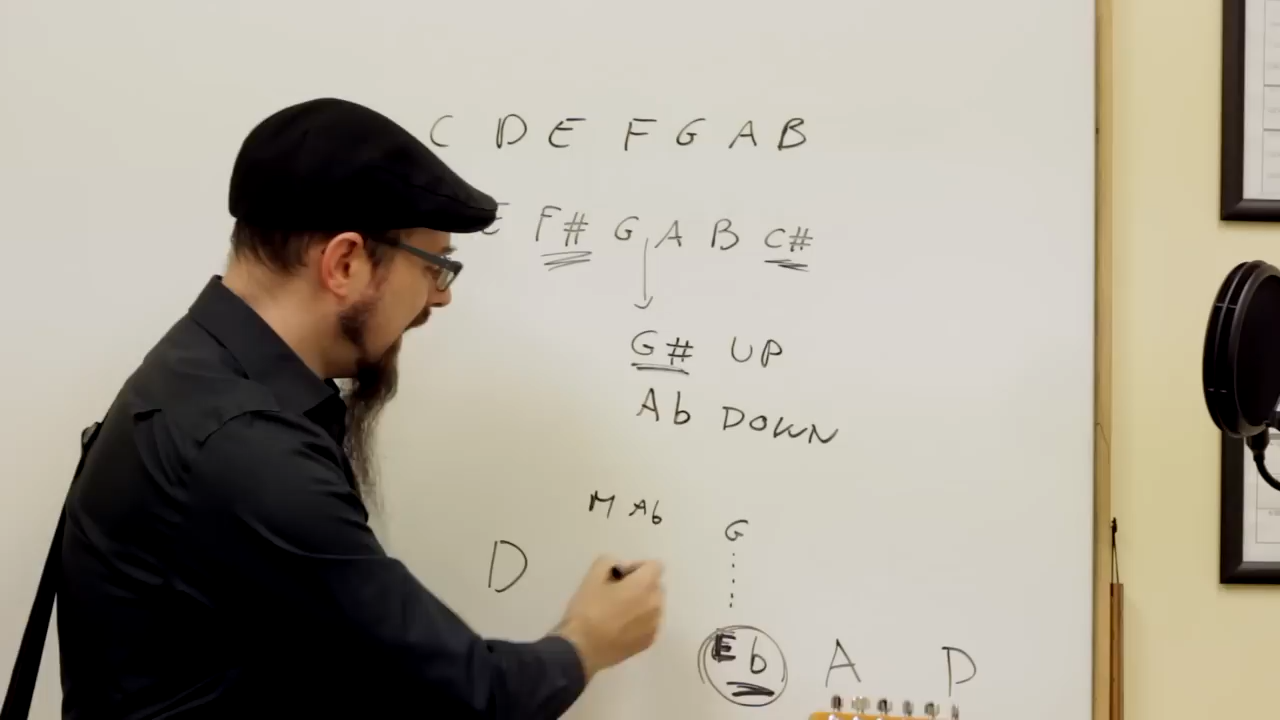 C D E F G A B
E F# G A B C#
G# UP
Ab DOWN
M Ab G
D
Eb A D